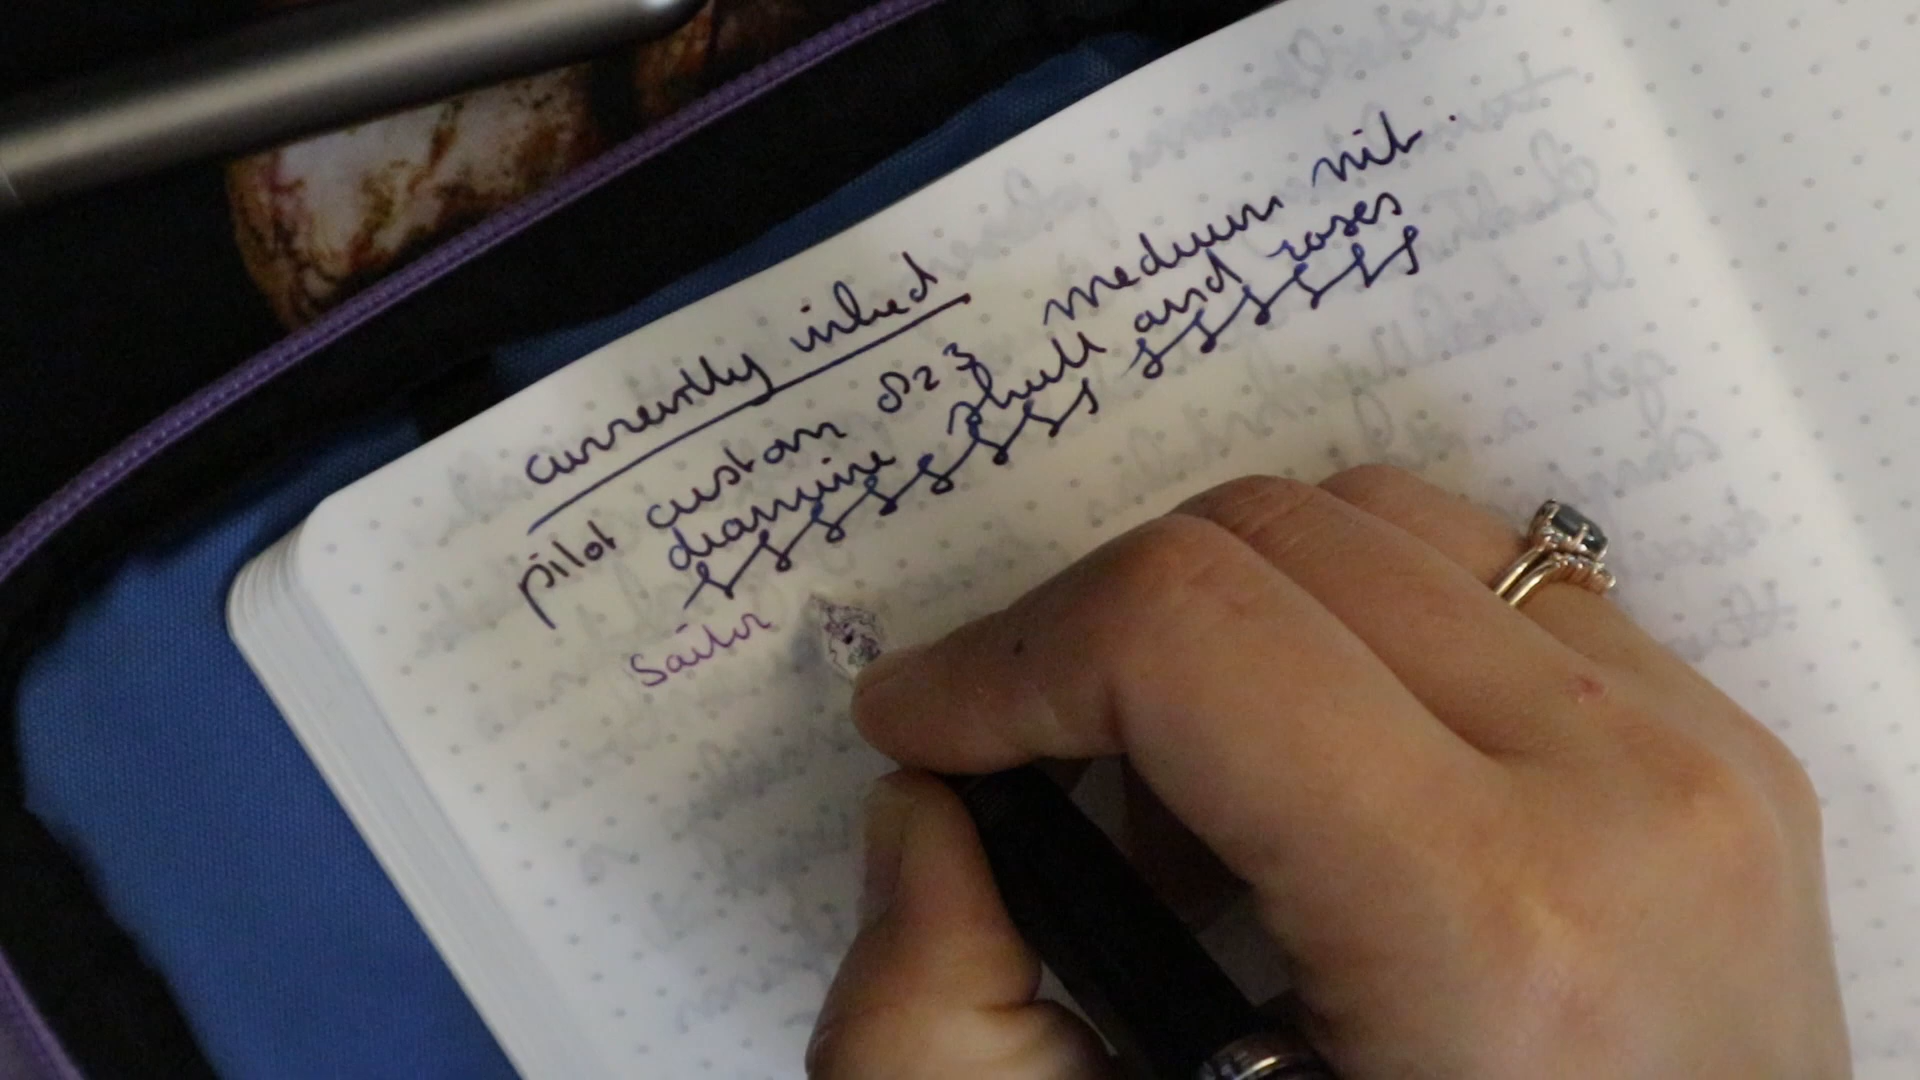 currently inked
pilot custom 823 medium nib.
diamine skull and roses
Sailor